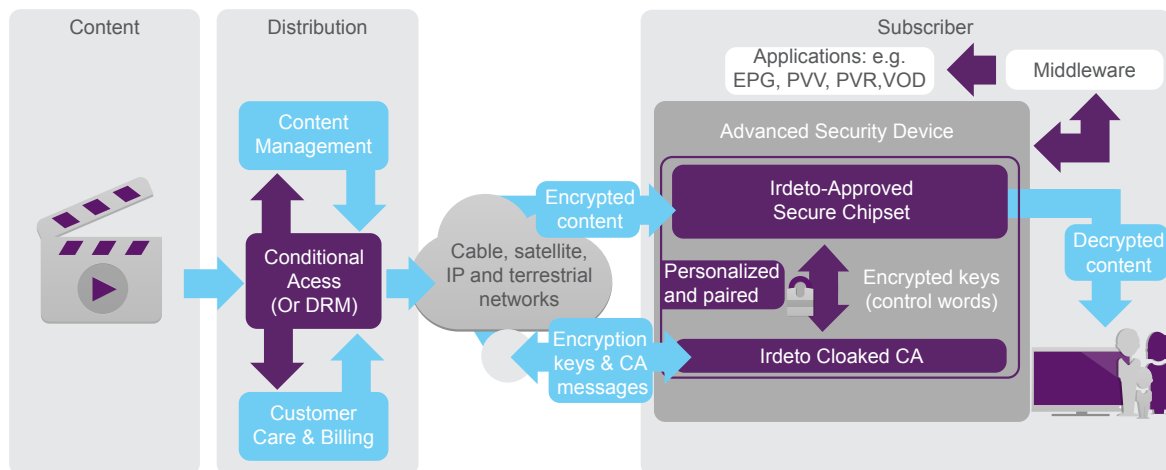 Content
Distribution
Subscriber
Applications: e.g.
EPG, PVV, PVR,VOD
Middleware
Content
Management
Advanced Security Device
Encrypted
content
Irdeto-Approved
Secure Chipset
Conditional
Acess
(Or DRM)
Cable, satellite,
IP and terrestrial
networks
Decrypted
content
Personalized
and paired
Encrypted keys
(control words)
Encryption
keys & CA
messages
Irdeto Cloaked CA
Customer
Care & Billing